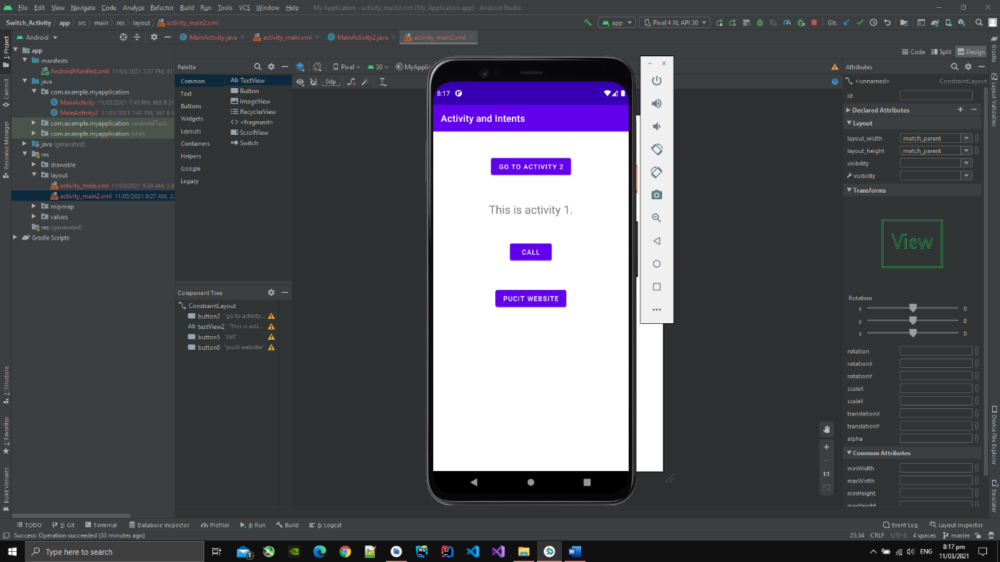 File Edit View Navigate Code Analyze Refactor Build Run Tools VCS Window Help My Application - activity_main2.xml [My_Application.app] - Android Studio
Switch_Activity app src main res layout activity_main2.xml app Pixel 4 XL API 30 Git:
Android MainActivity.java activity_main.xml MainActivity2.java activity_main2.xml
Code Split Design
1: Project
Commit
Resource Manager
Z: Structure
2: Favorites
Build Variants
app
manifests
AndroidManifest.xml 11/03/2021 7:37 PM, 81
java
com.example.myapplication
MainActivity 11/03/2021 7:40 PM, 966 B 21
MainActivity2 11/03/2021 7:41 PM, 967 B 5
com.example.myapplication (androidTest)
com.example.myapplication (test)
java (generated)
res
drawable
layout
activity_main.xml 11/03/2021 9:24 AM, 2.8
activity_main2.xml 11/03/2021 9:27 AM, 2.
mipmap
values
res (generated)
Gradle Scripts
Palette
Common
Text
Buttons
Widgets
Layouts
Containers
Helpers
Google
Legacy
Ab TextView
Button
ImageView
RecyclerView
<fragment>
ScrollView
Switch
Component Tree
ConstraintLayout
button2 "go to activity...
Ab textView2 "This is acti...
button5 "call"
button6 "pucit website"
Pixel 30 MyApplic
0dp
8:17
Activity and Intents
GO TO ACTIVITY 2
This is activity 1.
CALL
PUCIT WEBSITE
1:1
Attributes
<unnamed> ConstraintLayout
id
Declared Attributes
Layout
layout_width match_parent
layout_height match_parent
visibility
visibility
Transforms
View
Rotation
x 0
y 0
z 0
rotation
rotationX
rotationY
scaleX
scaleY
translationX
translationY
alpha
Common Attributes
minWidth
maxWidth
minHeight
maxHeight
Gradle
Layout Validation
Device File Explorer
Emulator
TODO 9: Git Terminal Database Inspector Profiler 4: Run Build 6: Logcat Event Log Layout Inspector
Success: Operation succeeded (33 minutes ago) 23:34 CRLF UTF-8 4 spaces master
Type here to search 1 WS IJ W ENG
8:17 pm
11/03/2021